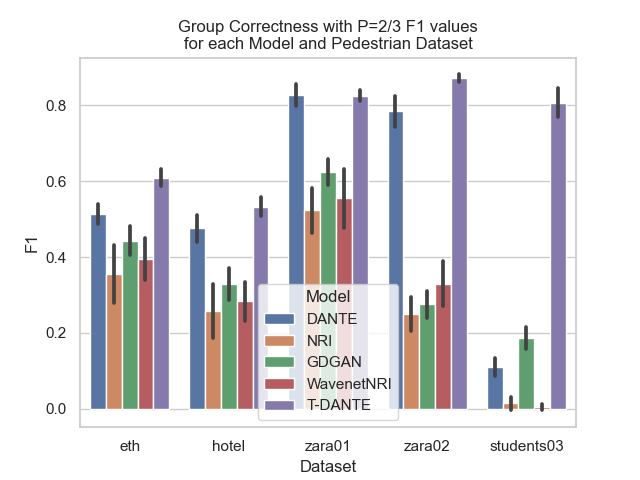 Group Correctness with P=2/3 F1 values
for each Model and Pedestrian Dataset
F1
0.8
0.6
0.4
0.2
0.0
Model
DANTE
NRI
GDGAN
WavenetNRI
T-DANTE
eth hotel zara01 zara02 students03
Dataset